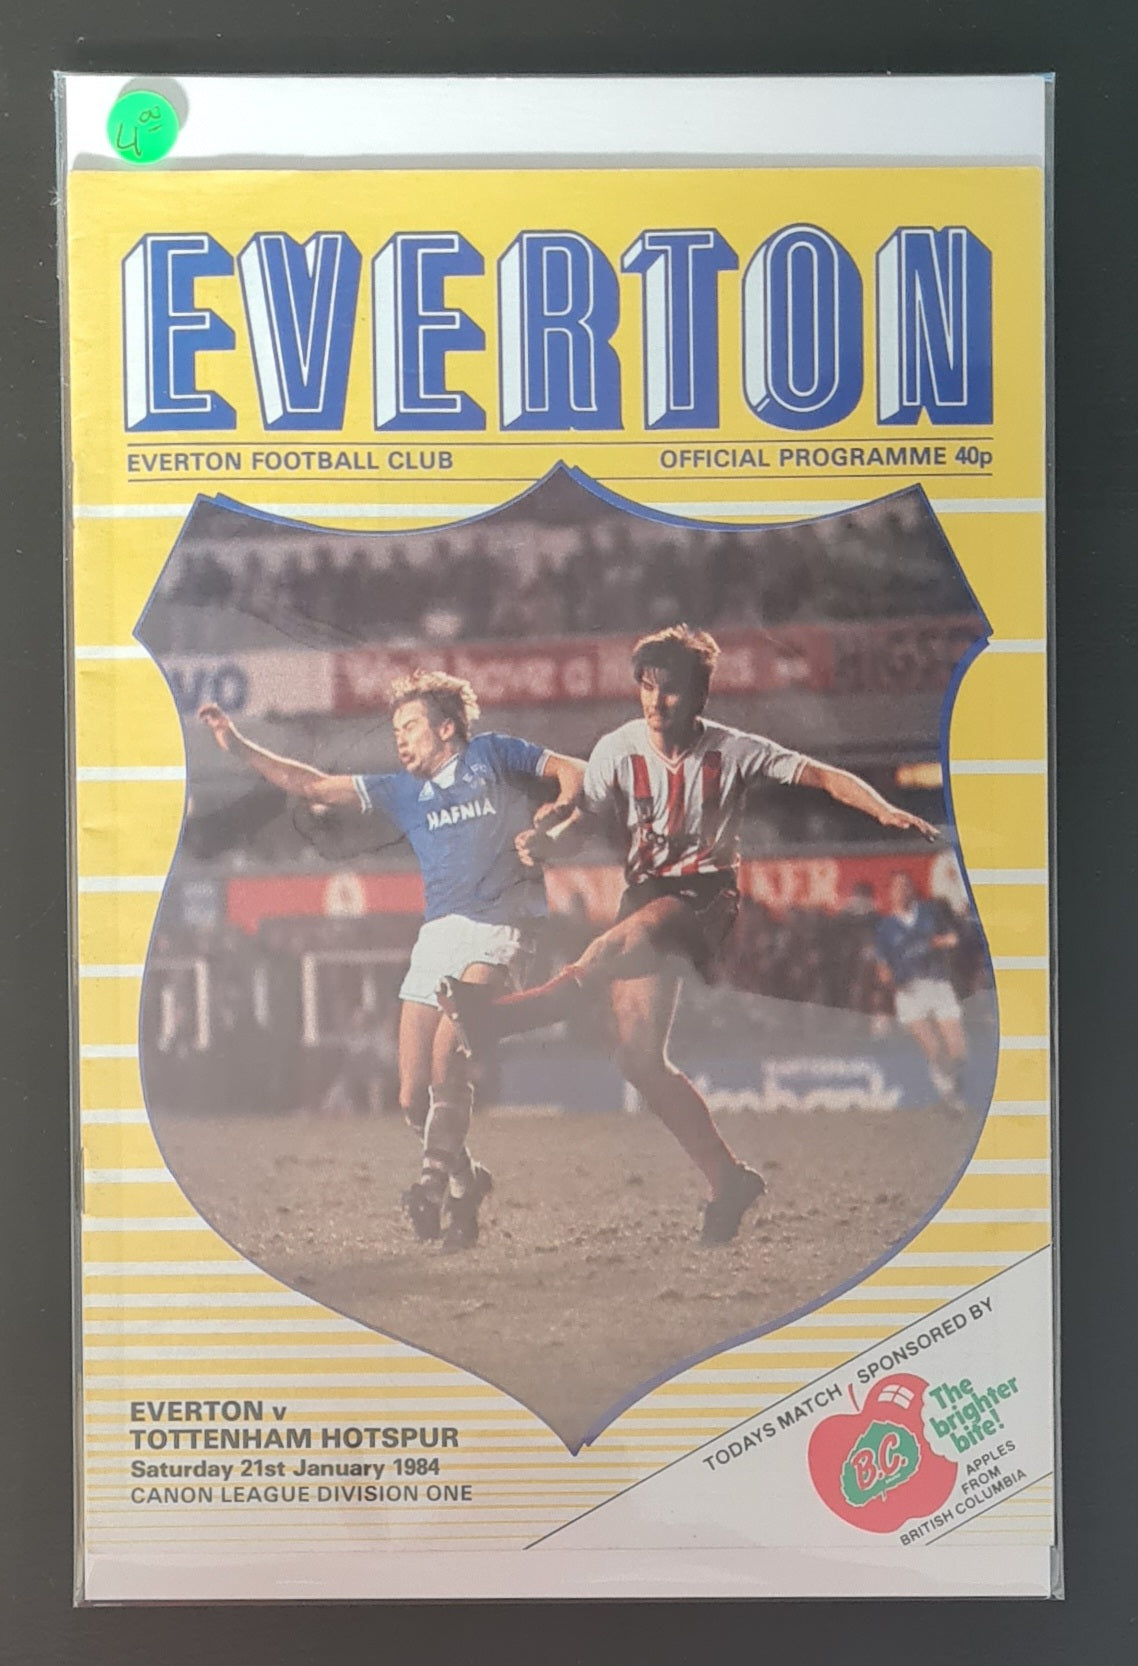 4.00
EVERTON
EVERTON FOOTBALL CLUB
OFFICIAL PROGRAMME 40p
VO
HAFNIA
EVERTON v
TOTTENHAM HOTSPUR
Saturday 21st January 1984
CANON LEAGUE DIVISION ONE
TODAYS MATCH SPONSORED BY
The
brighter
bite!
B.C.
APPLES
FROM
BRITISH COLUMBIA